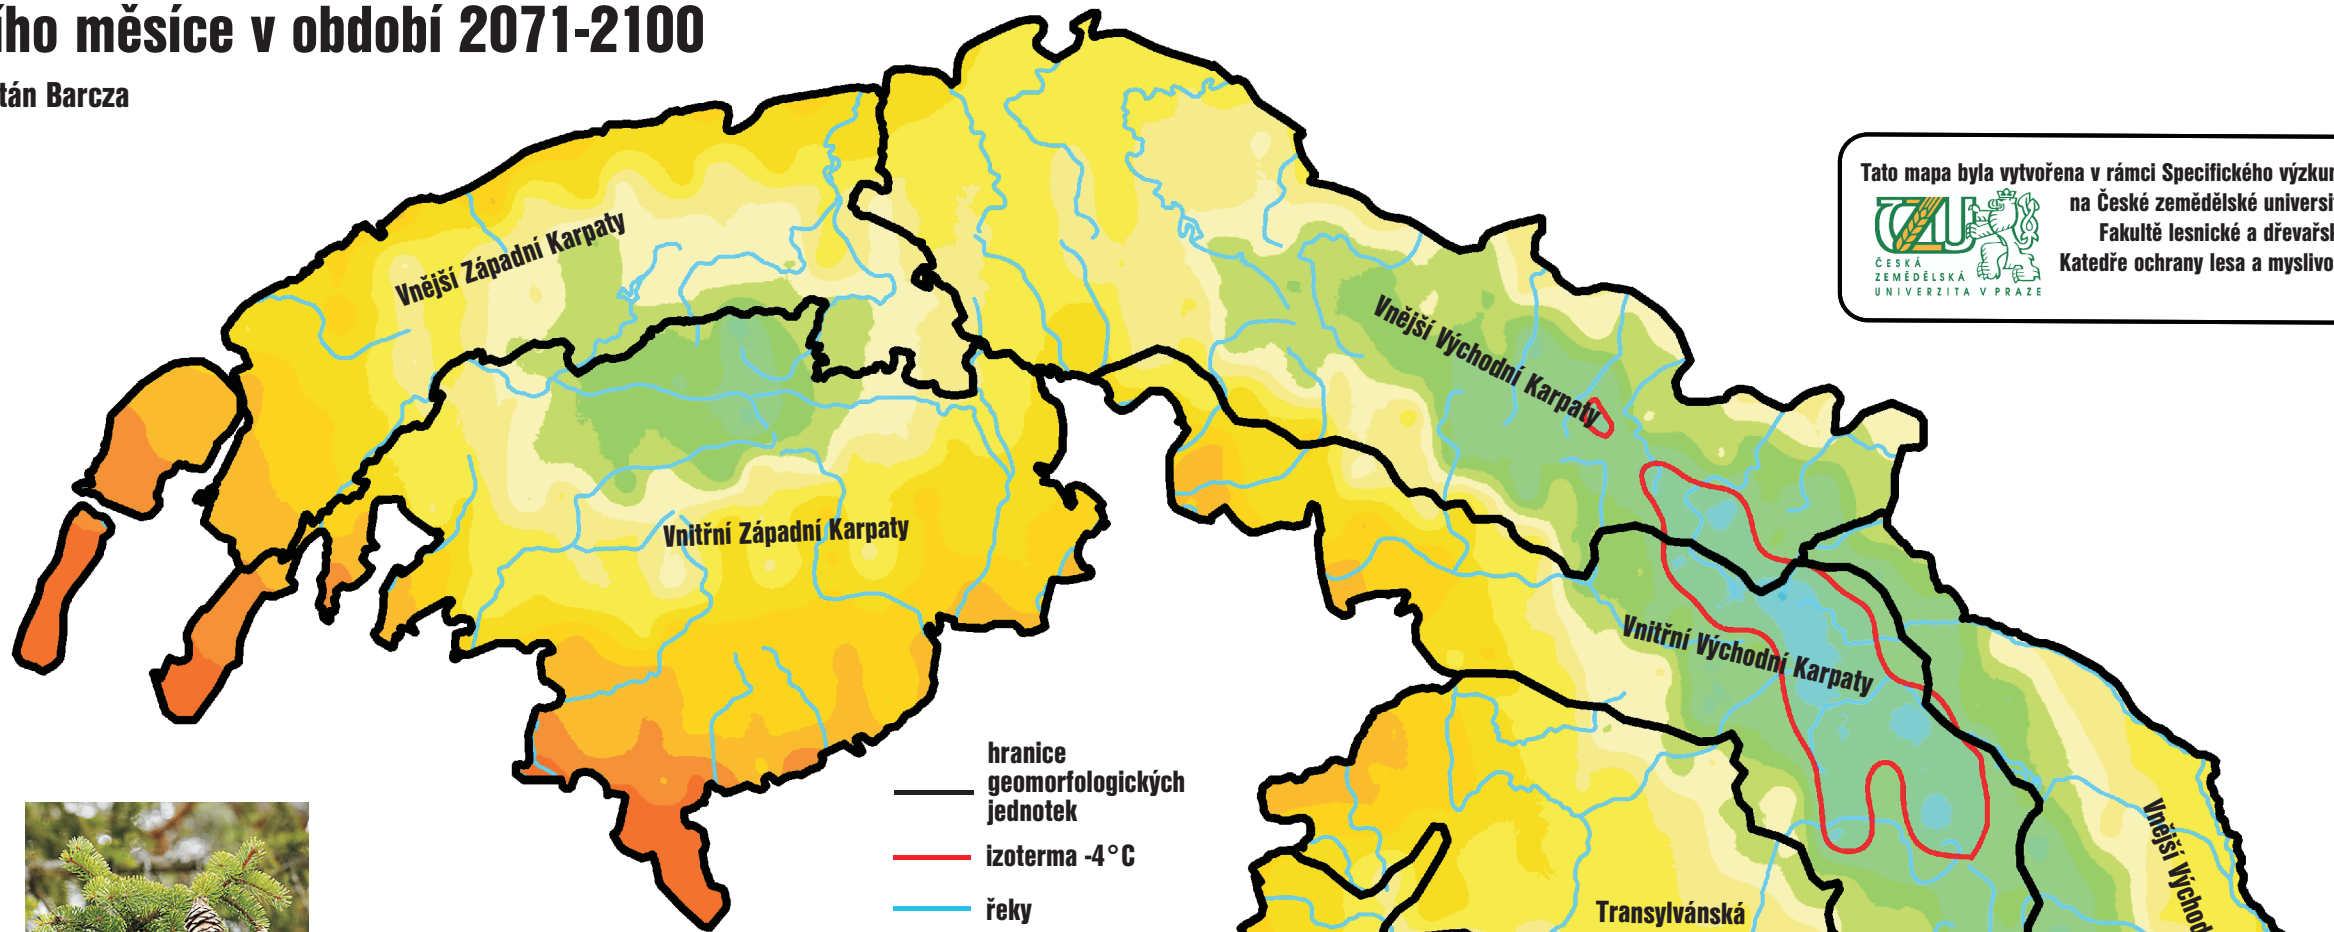 ího měsíce v období 2071-2100
tán Barcza
Tato mapa byla vytvořena v rámci Specifického výzku
na České zemědělské universi
Fakultě lesnické a dřevařsk
Katedře ochrany lesa a myslivo
ČZU
ČESKÁ
ZEMĚDĚLSKÁ
UNIVERZITA V PRAZE
Vnější Západní Karpaty
Vnější Východní Karpaty
Vnitřní Západní Karpaty
Vnitřní Východní Karpaty
hranice
geomorfologických
jednotek
izoterma -4°C
řeky
Vnější Východ
Transylvánská